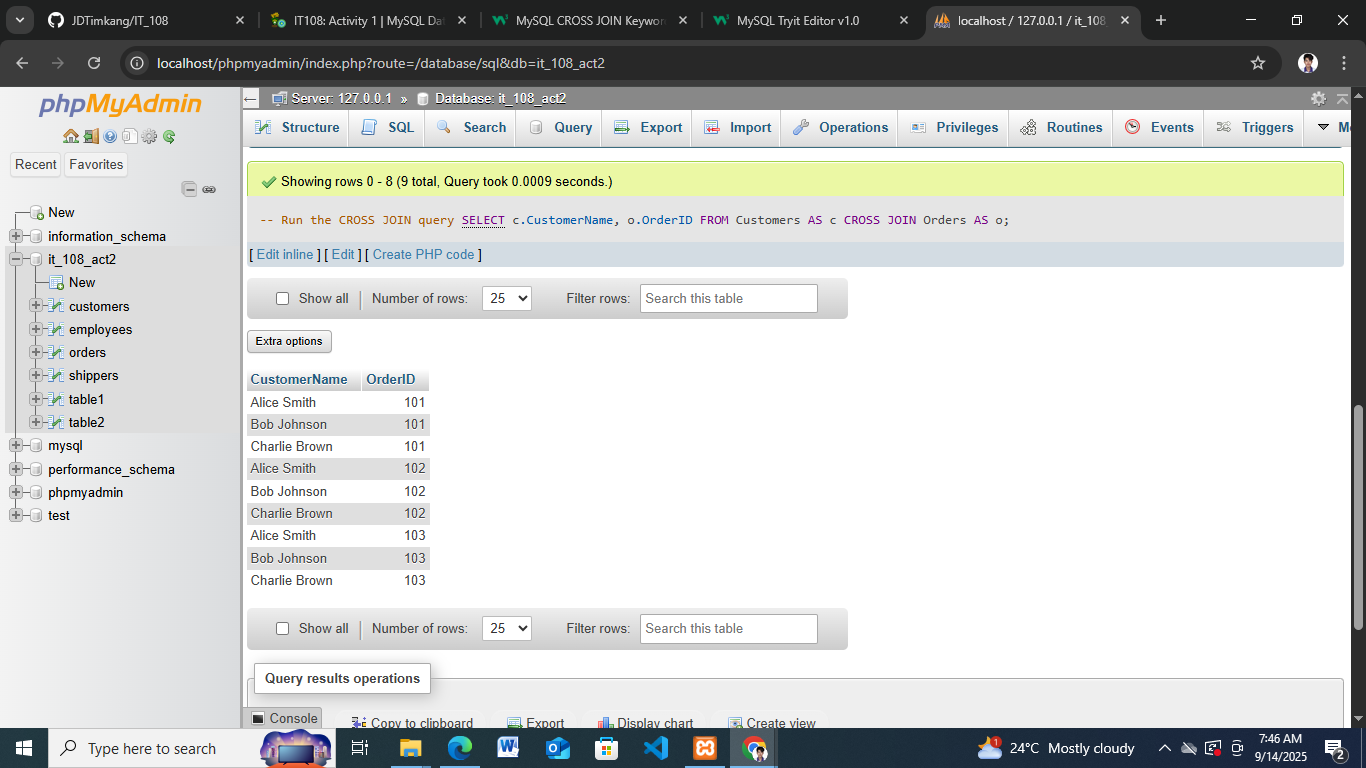 JDTimkang/IT_108
IT108: Activity 1 | MySQL Dat
MySQL CROSS JOIN Keyword
MySQL Tryit Editor v1.0
localhost / 127.0.0.1 / it_108
localhost/phpmyadmin/index.php?route=/database/sql&db=it_108_act2
phpMyAdmin
Recent
Favorites
New
information_schema
it_108_act2
New
customers
employees
orders
shippers
table1
table2
mysql
performance_schema
phpmyadmin
test
Server: 127.0.0.1 » Database: it_108_act2
Structure
SQL
Search
Query
Export
Import
Operations
Privileges
Routines
Events
Triggers
Mo
Showing rows 0 - 8 (9 total, Query took 0.0009 seconds.)
-- Run the CROSS JOIN query SELECT c.CustomerName, o.OrderID FROM Customers AS c CROSS JOIN Orders AS o;
[ Edit inline ] [ Edit ] [ Create PHP code ]
Show all | Number of rows: 25 Filter rows: Search this table
Extra options
CustomerName OrderID
Alice Smith 101
Bob Johnson 101
Charlie Brown 101
Alice Smith 102
Bob Johnson 102
Charlie Brown 102
Alice Smith 103
Bob Johnson 103
Charlie Brown 103
Show all | Number of rows: 25 Filter rows: Search this table
Query results operations
Console
Copy to clipboard
Export
Display chart
Create view
Type here to search
1
24°C Mostly cloudy
7:46 AM
9/14/2025
2